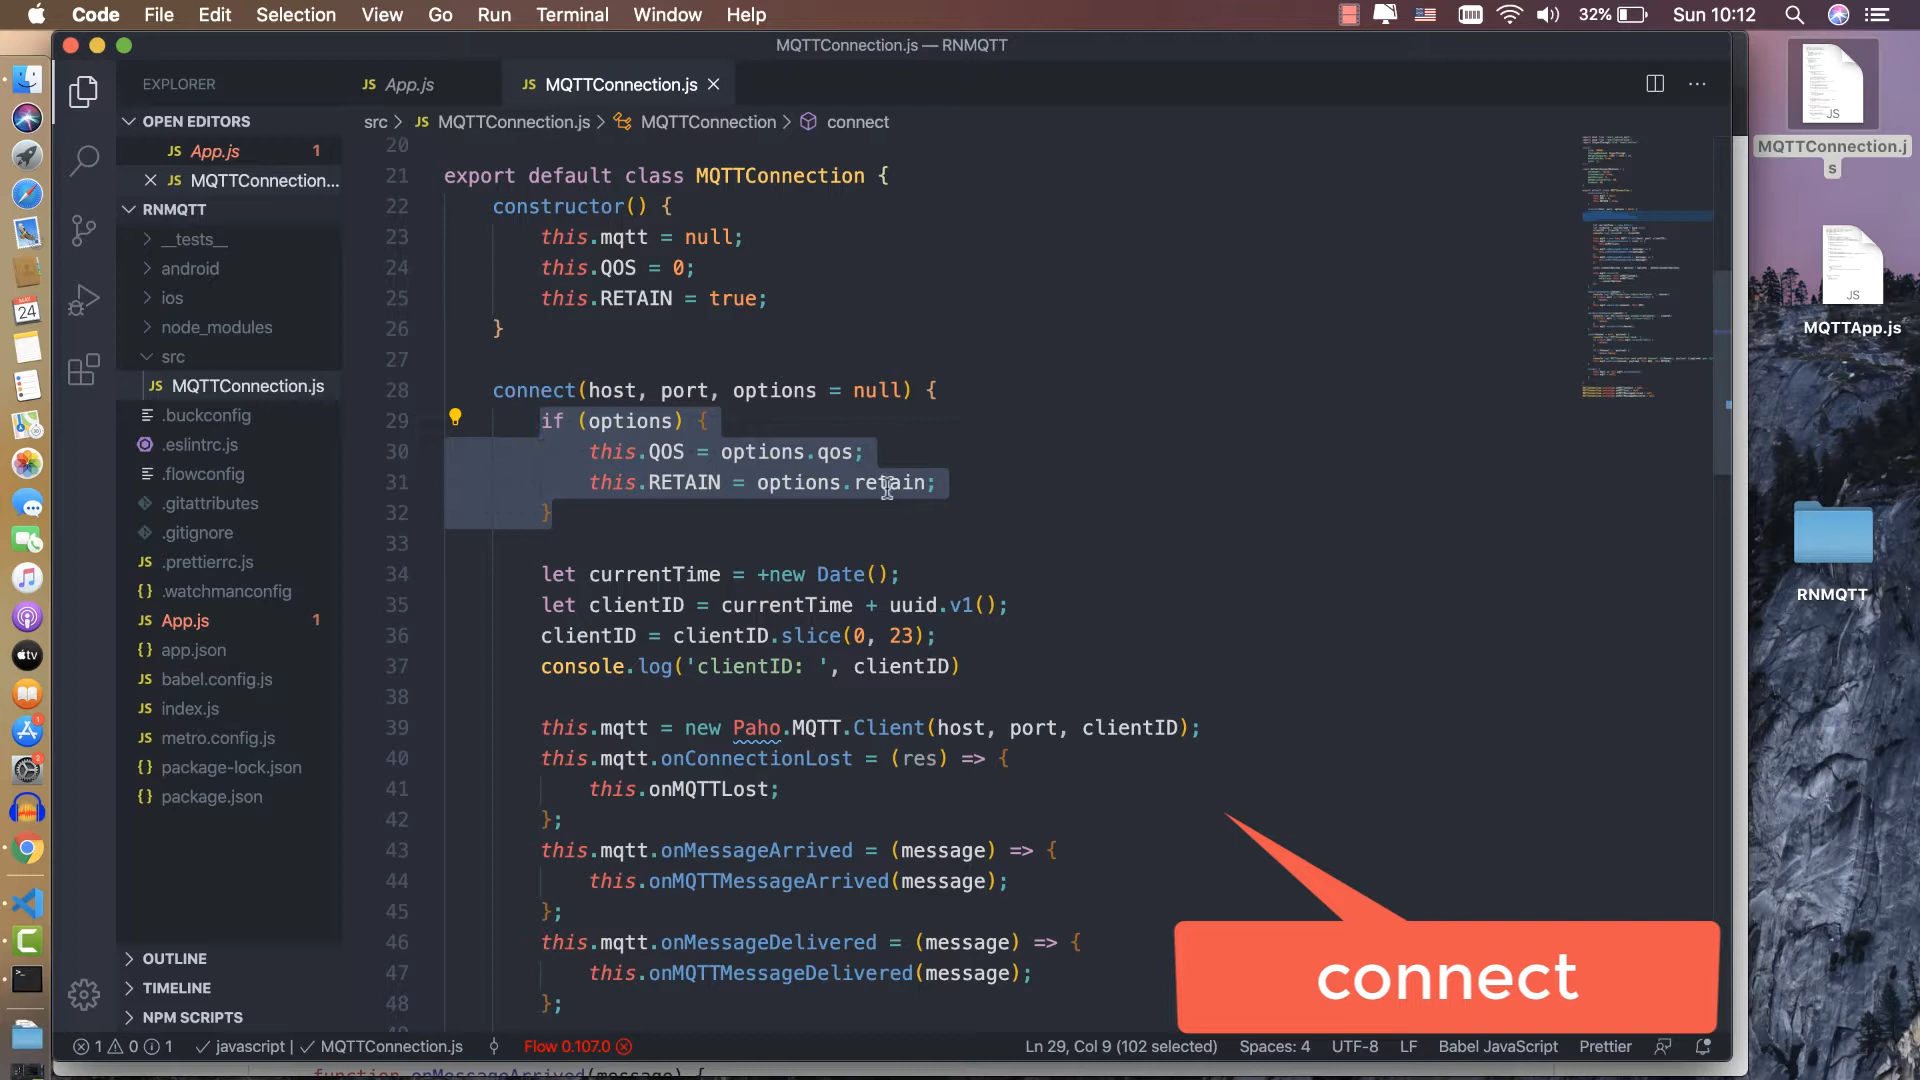 Code File Edit Selection View Go Run Terminal Window Help
32% Sun 10:12
MQTTConnection.js — RNMQTT
EXPLORER
JS App.js
JS MQTTConnection.js
src > JS MQTTConnection.js > MQTTConnection > connect
OPEN EDITORS
JS App.js 1
JS MQTTConnection...
RNMQTT
__tests__
android
ios
node_modules
src
JS MQTTConnection.js
.buckconfig
.eslintrc.js
.flowconfig
.gitattributes
.gitignore
JS .prettierrc.js
{} .watchmanconfig
JS App.js 1
{} app.json
JS babel.config.js
JS index.js
JS metro.config.js
{} package-lock.json
{} package.json
OUTLINE
TIMELINE
NPM SCRIPTS
20
21 export default class MQTTConnection {
22 constructor() {
23 this.mqtt = null;
24 this.QOS = 0;
25 this.RETAIN = true;
26 }
27
28 connect(host, port, options = null) {
29 if (options) {
30 this.QOS = options.qos;
31 this.RETAIN = options.retain;
32 }
33
34 let currentTime = +new Date();
35 let clientID = currentTime + uuid.v1();
36 clientID = clientID.slice(0, 23);
37 console.log('clientID: ', clientID)
38
39 this.mqtt = new Paho.MQTT.Client(host, port, clientID);
40 this.mqtt.onConnectionLost = (res) => {
41 this.onMQTTLost;
42 };
43 this.mqtt.onMessageArrived = (message) => {
44 this.onMQTTMessageArrived(message);
45 };
46 this.mqtt.onMessageDelivered = (message) => {
47 this.onMQTTMessageDelivered(message);
48 };
connect
1 0 1 javascript | MQTTConnection.js Flow 0.107.0
Ln 29, Col 9 (102 selected) Spaces: 4 UTF-8 LF Babel JavaScript Prettier
JS
MQTTConnection.j
s
JS
MQTTApp.js
RNMQTT
24
tv